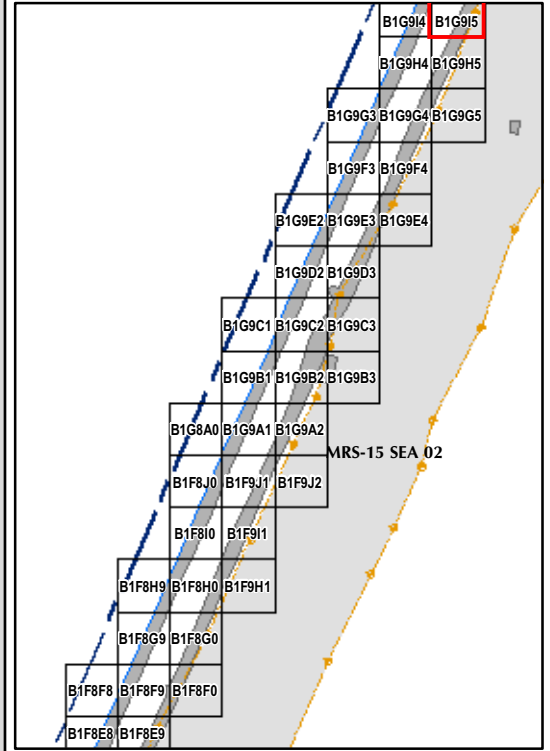 B1G9I4 B1G9I5
B1G9H4 B1G9H5
B1G9G3 B1G9G4 B1G9G5
B1G9F3 B1G9F4
B1G9E2 B1G9E3 B1G9E4
B1G9D2 B1G9D3
B1G9C1 B1G9C2 B1G9C3
B1G9B1 B1G9B2 B1G9B3
B1G8A0 B1G9A1 B1G9A2
MRS-15 SEA 02
B1F8J0 B1F9J1 B1F9J2
B1F8I0 B1F9I1
B1F8H9 B1F8H0 B1F9H1
B1F8G9 B1F8G0
B1F8F8 B1F8F9 B1F8F0
B1F8E8 B1F8E9